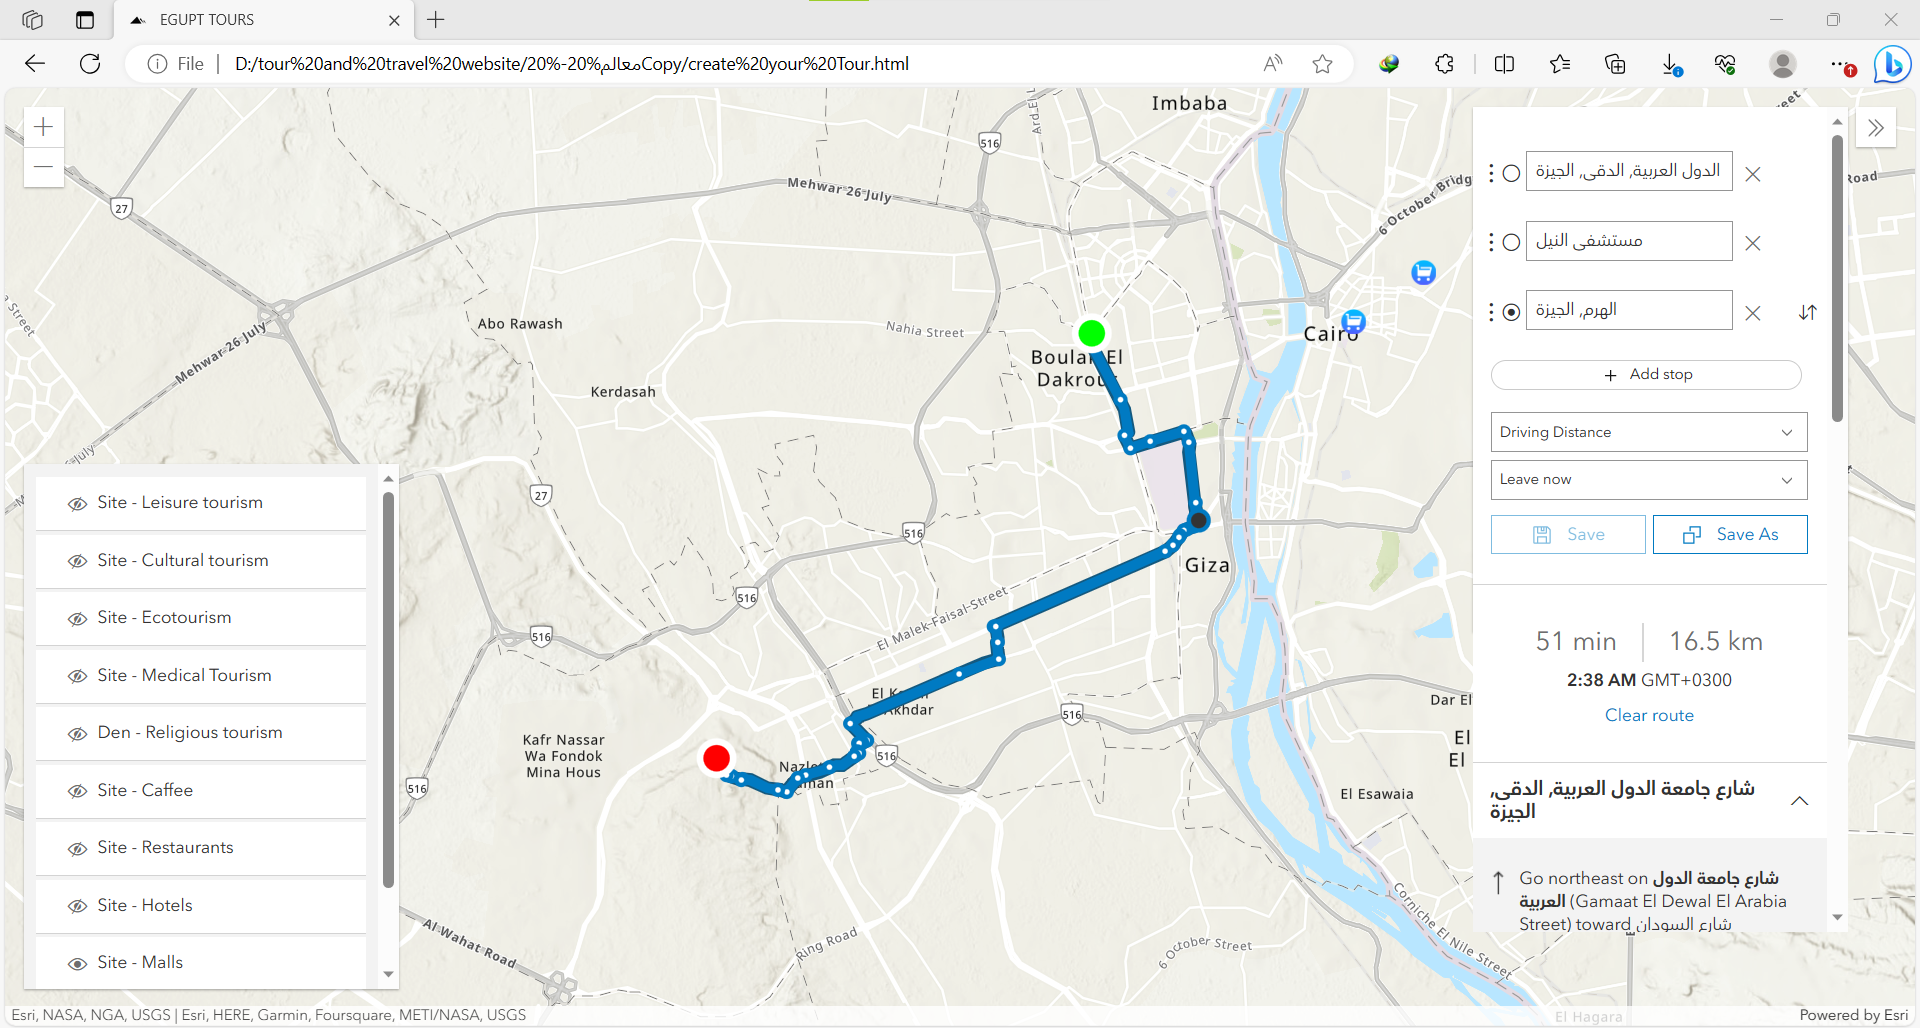 EGUPT TOURS
File
D:/tour%20and%20travel%20website/20%-20%معالمCopy/create%20your%20Tour.html
Imbaba
Ard El L
516
27
Mehwar 26 July
6 October Bridg
Road
الدول العربية, الدقى, الجيزة
مستشفى النيل
الهرم, الجيزة
Add stop
Driving Distance
Leave now
Save
Save As
51 min
16.5 km
2:38 AM GMT+0300
Clear route
شارع جامعة الدول العربية, الدقى,
الجيزة
Go northeast on شارع جامعة الدول
العربية (Gamaat El Dewal El Arabia
Street) toward شارع السودان
Abo Rawash
Nahia Street
Mehwar 26 July
Kerdasah
Boulak El
Dakrour
Cairo
27
516
Giza
516
El Malek-Faisal-Street
516
516
516
516
Kafr Nassar
Wa Fondok
Mina Hous
516
Dar El
El
El
El Esawaia
Al Wahat Road
Ring Road
6 October Street
Corniche El Nile Street
El Hagara
Site - Leisure tourism
Site - Cultural tourism
Site - Ecotourism
Site - Medical Tourism
Den - Religious tourism
Site - Caffee
Site - Restaurants
Site - Hotels
Site - Malls
Esri, NASA, NGA, USGS | Esri, HERE, Garmin, Foursquare, METI/NASA, USGS
Powered by Esri